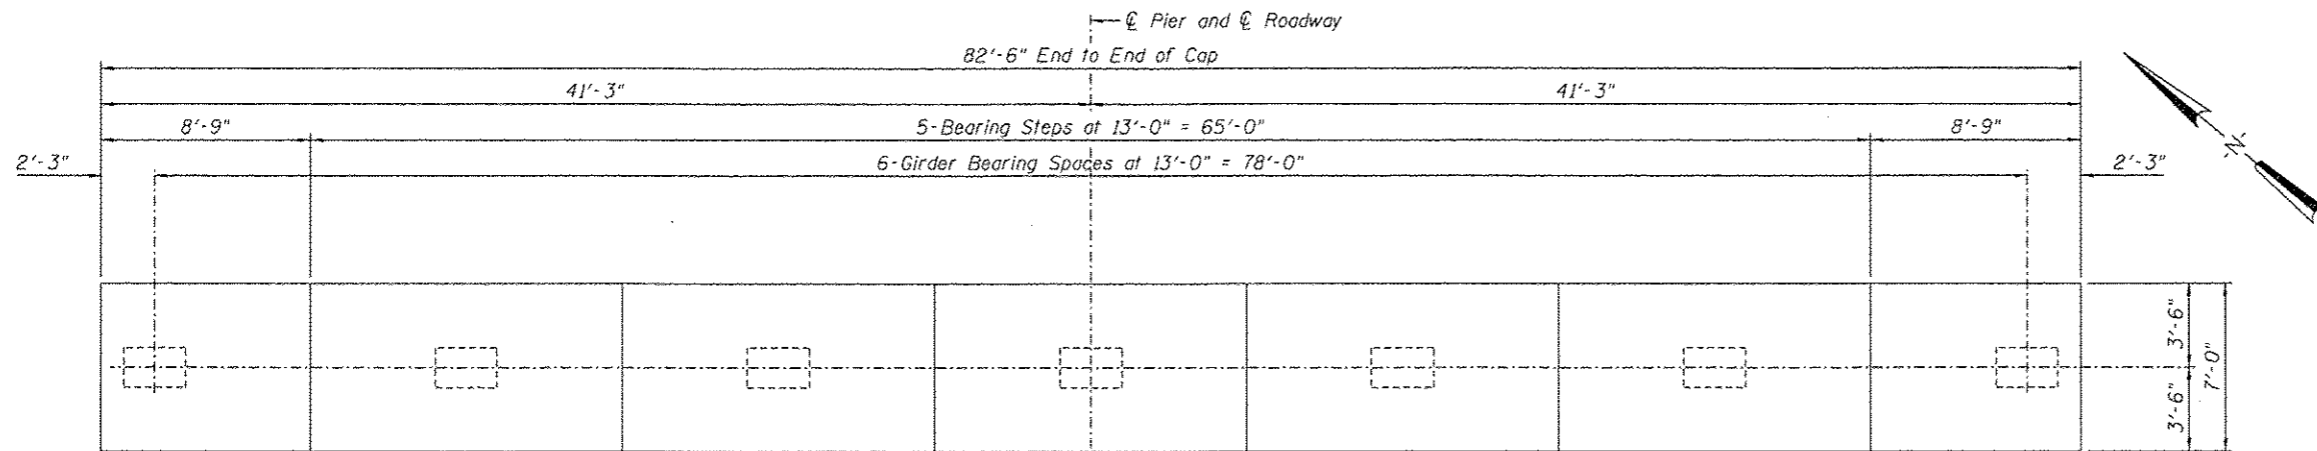 ℄ Pier and ℄ Roadway
82'-6" End to End of Cap
41'-3" 41'-3"
8'-9" 5-Bearing Steps at 13'-0" = 65'-0" 8'-9"
2'-3" 6-Girder Bearing Spaces at 13'-0" = 78'-0" 2'-3"
N
3'-6"
7'-0"
3'-6"